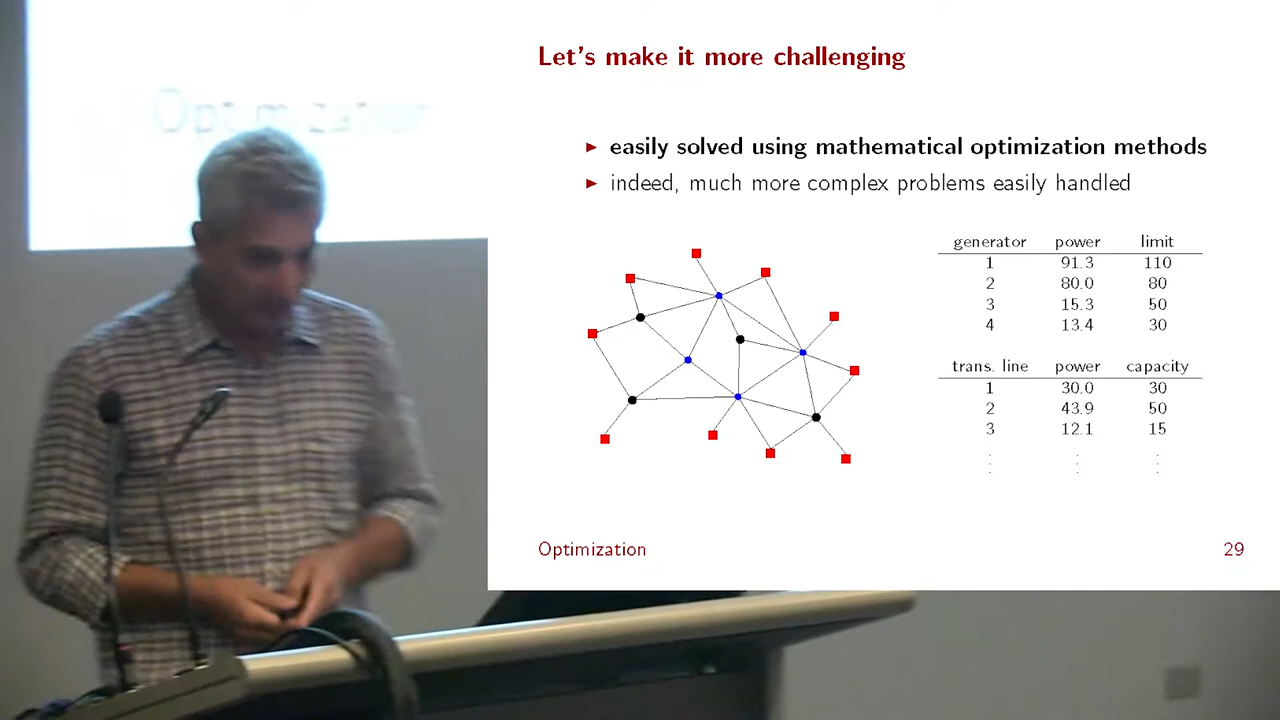 Let's make it more challenging
▶ easily solved using mathematical optimization methods
▶ indeed, much more complex problems easily handled
generator power limit
1 91.3 110
2 80.0 80
3 15.3 50
4 13.4 30
trans. line power capacity
1 30.0 30
2 43.9 50
3 12.1 15
⋮ ⋮ ⋮
Optimization 29
Optimization